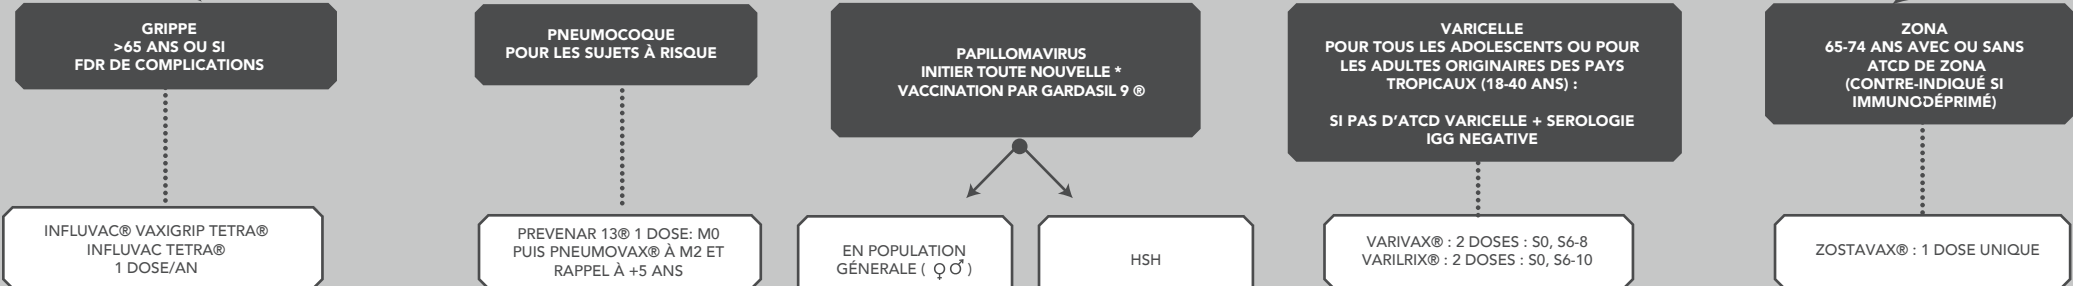 GRIPPE
>65 ANS OU SI
FDR DE COMPLICATIONS
INFLUVAC® VAXIGRIP TETRA®
INFLUVAC TETRA®
1 DOSE/AN
PNEUMOCOQUE
POUR LES SUJETS À RISQUE
PREVENAR 13® 1 DOSE: M0
PUIS PNEUMOVAX® À M2 ET
RAPPEL À +5 ANS
PAPILLOMAVIRUS
INITIER TOUTE NOUVELLE *
VACCINATION PAR GARDASIL 9 ®
EN POPULATION
GÉNERALE ( ♀♂ )
HSH
VARICELLE
POUR TOUS LES ADOLESCENTS OU POUR
LES ADULTES ORIGINAIRES DES PAYS
TROPICAUX (18-40 ANS) :
SI PAS D’ATCD VARICELLE + SEROLOGIE
IGG NEGATIVE
VARIVAX® : 2 DOSES : S0, S6-8
VARILRIX® : 2 DOSES : S0, S6-10
ZONA
65-74 ANS AVEC OU SANS
ATCD DE ZONA
(CONTRE-INDIQUÉ SI
IMMUNODÉPRIMÉ)
ZOSTAVAX® : 1 DOSE UNIQUE